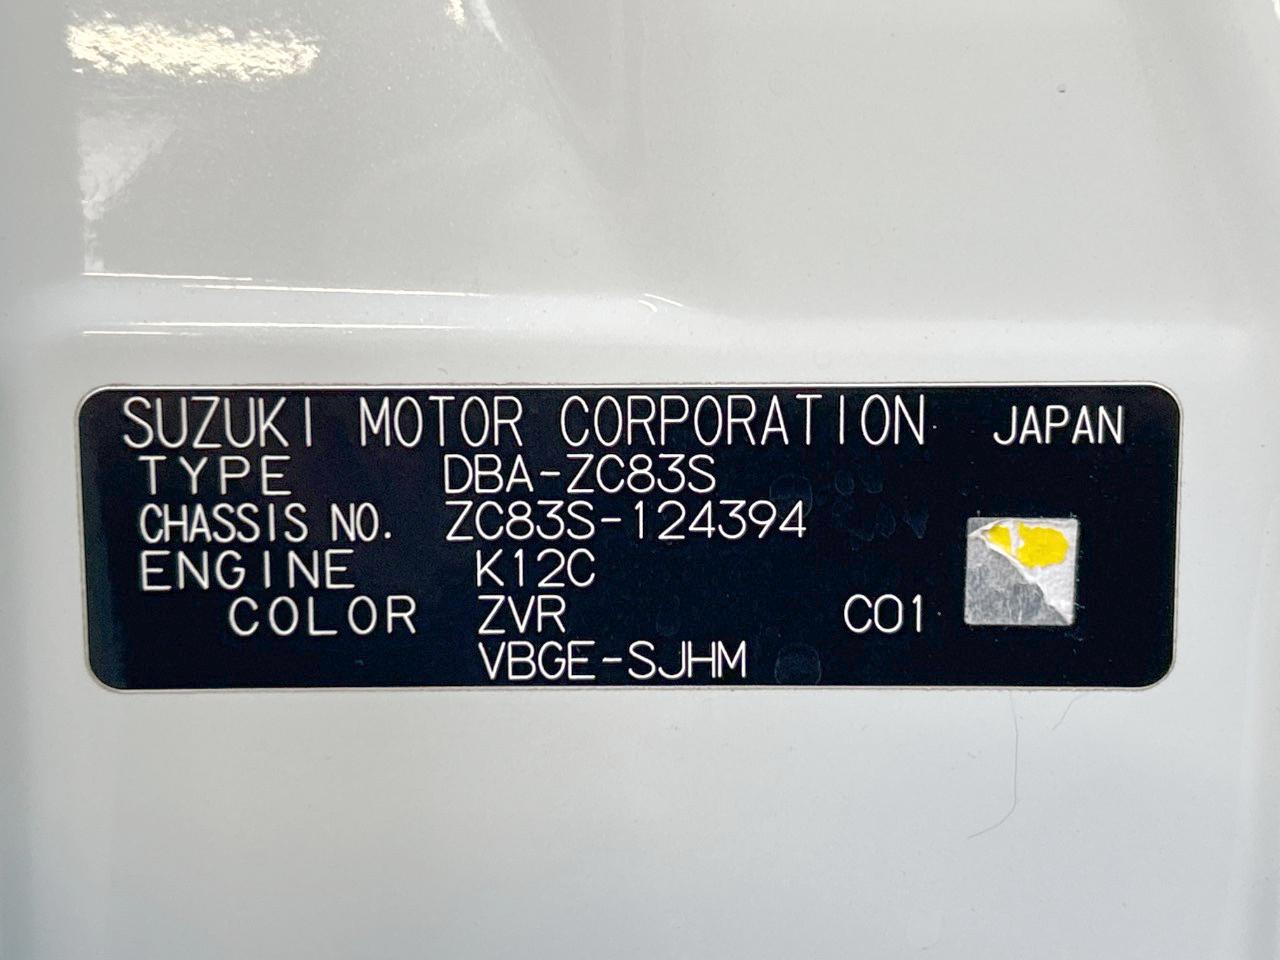 SUZUKI MOTOR CORPORATION JAPAN
TYPE DBA-ZC83S
CHASSIS NO. ZC83S-124394
ENGINE K12C
COLOR ZVR C01
VBGE-SJHM